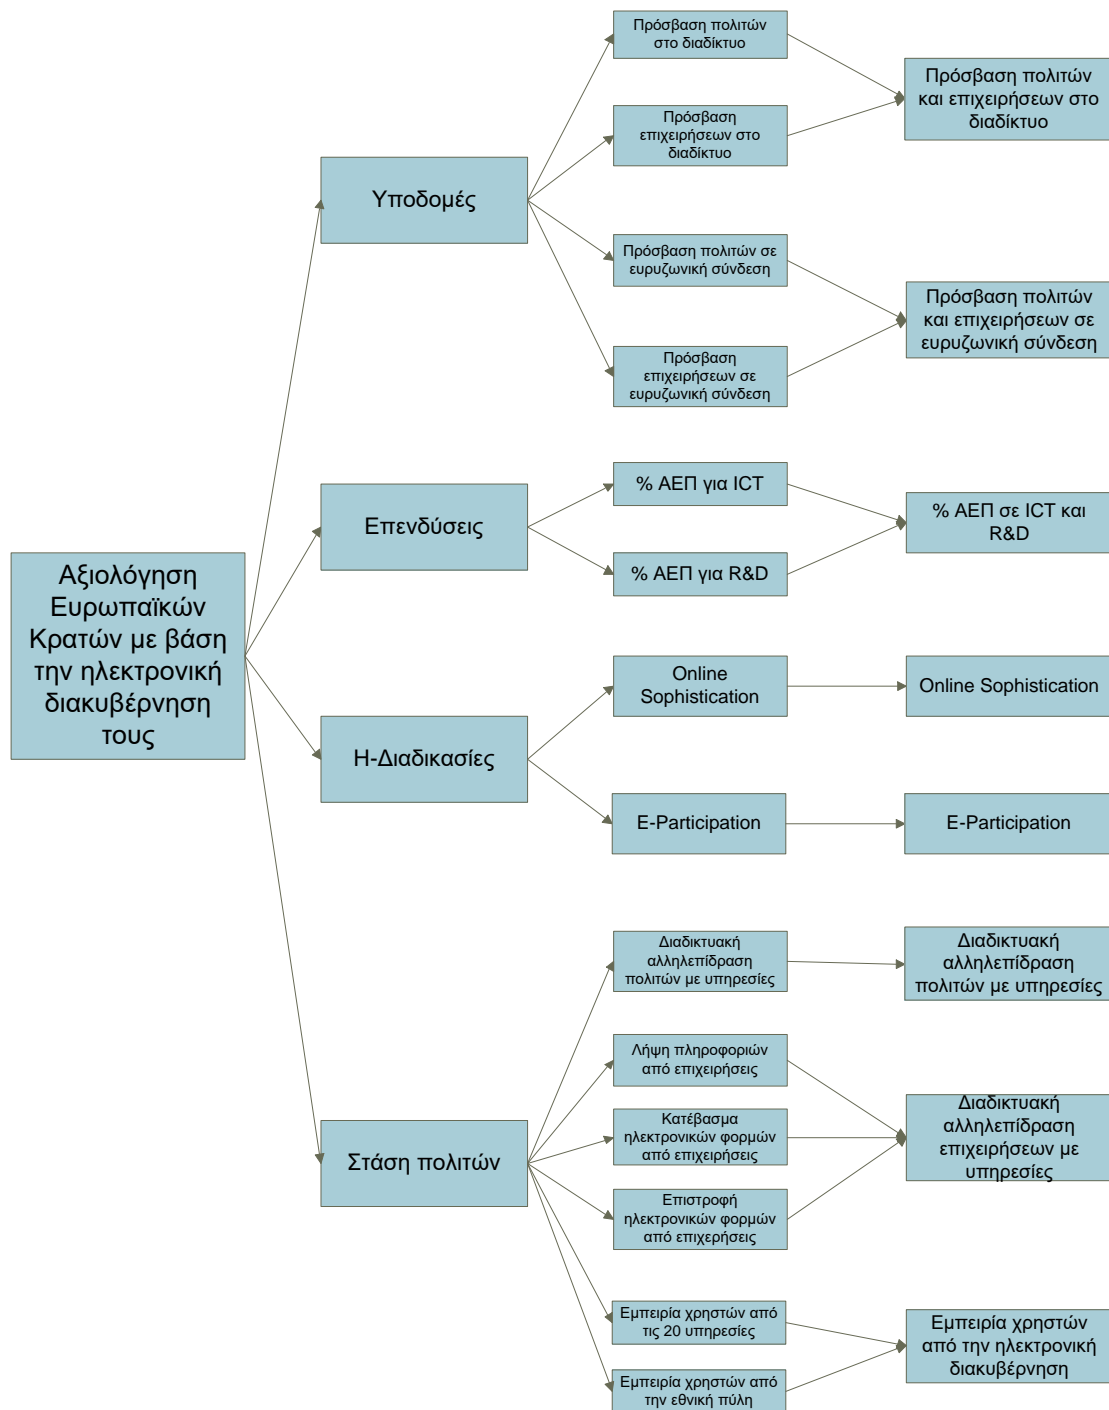 Αξιολόγηση
Ευρωπαϊκών
Κρατών με βάση
την ηλεκτρονική
διακυβέρνηση
τους
Υποδομές
Επενδύσεις
Η-Διαδικασίες
Στάση πολιτών
Πρόσβαση πολιτών
στο διαδίκτυο
Πρόσβαση
επιχειρήσεων στο
διαδίκτυο
Πρόσβαση πολιτών σε
ευρυζωνική σύνδεση
Πρόσβαση
επιχειρήσεων σε
ευρυζωνική σύνδεση
% ΑΕΠ για ICT
% ΑΕΠ για R&D
Online
Sophistication
E-Participation
Διαδικτυακή
αλληλεπίδραση
πολιτών με υπηρεσίες
Λήψη πληροφοριών
από επιχειρήσεις
Κατέβασμα
ηλεκτρονικών φορμών
από επιχειρήσεις
Επιστροφή
ηλεκτρονικών φορμών
από επιχερήσεις
Εμπειρία χρηστών από
τις 20 υπηρεσίες
Εμπειρία χρηστών από
την εθνική πύλη
Πρόσβαση πολιτών
και επιχειρήσεων στο
διαδίκτυο
Πρόσβαση πολιτών
και επιχειρήσεων σε
ευρυζωνική σύνδεση
% ΑΕΠ σε ICT και
R&D
Online Sophistication
E-Participation
Διαδικτυακή
αλληλεπίδραση
πολιτών με υπηρεσίες
Διαδικτυακή
αλληλεπίδραση
επιχειρήσεων με
υπηρεσίες
Εμπειρία χρηστών
από την ηλεκτρονική
διακυβέρνηση